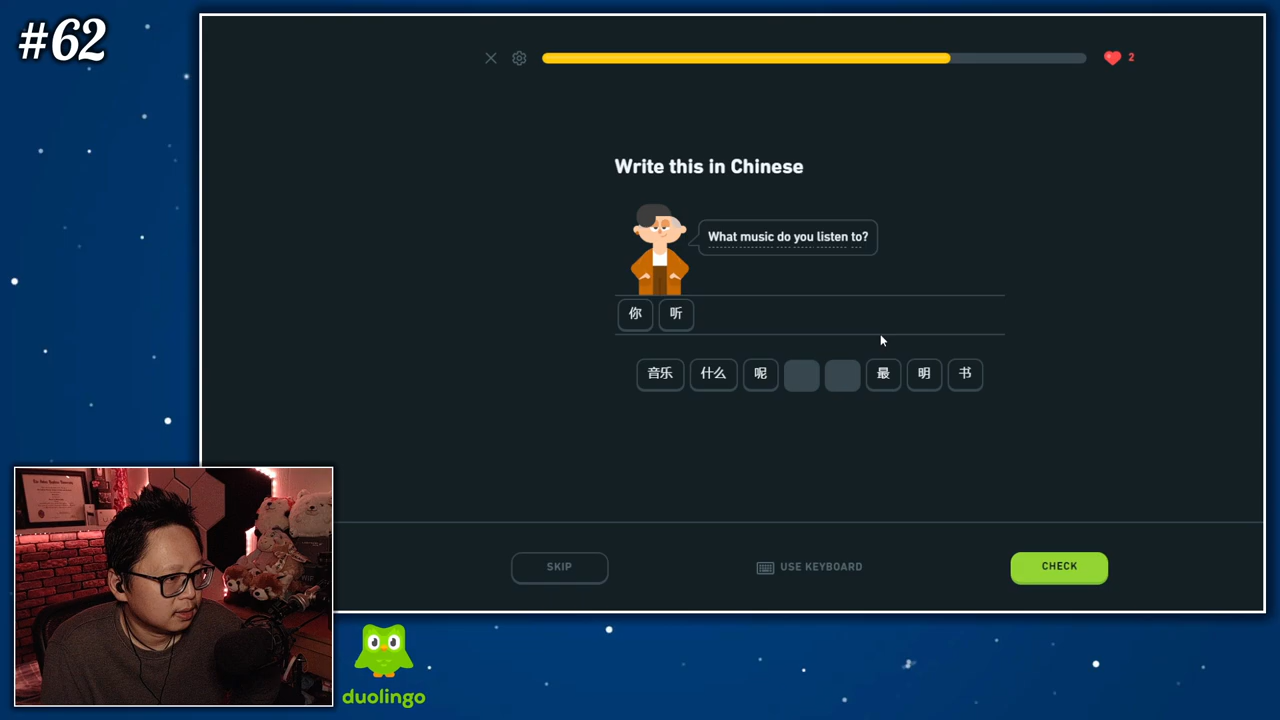 #62
2
Write this in Chinese
What music do you listen to?
你 听
音乐 什么 呢 最 明 书
SKIP
USE KEYBOARD
CHECK
duolingo